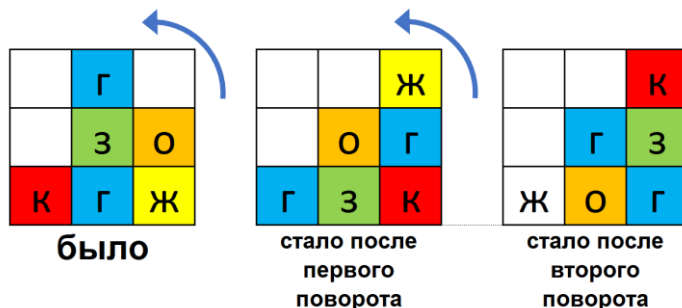 г ж к
з о о г г з
к г ж г з к ж о г
было стало после первого поворота стало после второго поворота